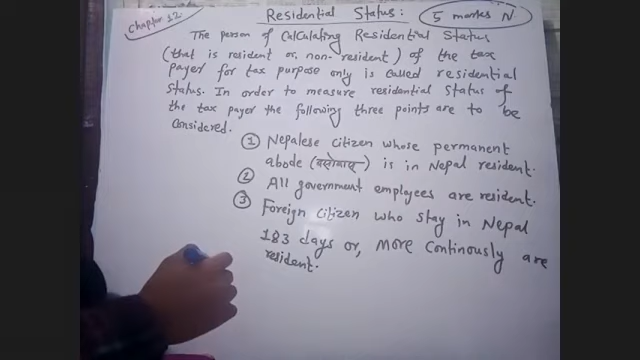 Chapter 12
Residential Status:
5 marks N
The person of Calculating Residential Status
(that is resident or, non-resident) of the tax
payer for tax purpose only is called residential
status. In order to measure residential status of
the tax payer the following three points are to be
considered.
① Nepalese citizen whose permanent
abode (बसोबास) is in Nepal resident.
② All government employees are resident.
③ Foreign citizen who stay in Nepal
183 days or, more continously are
resident.